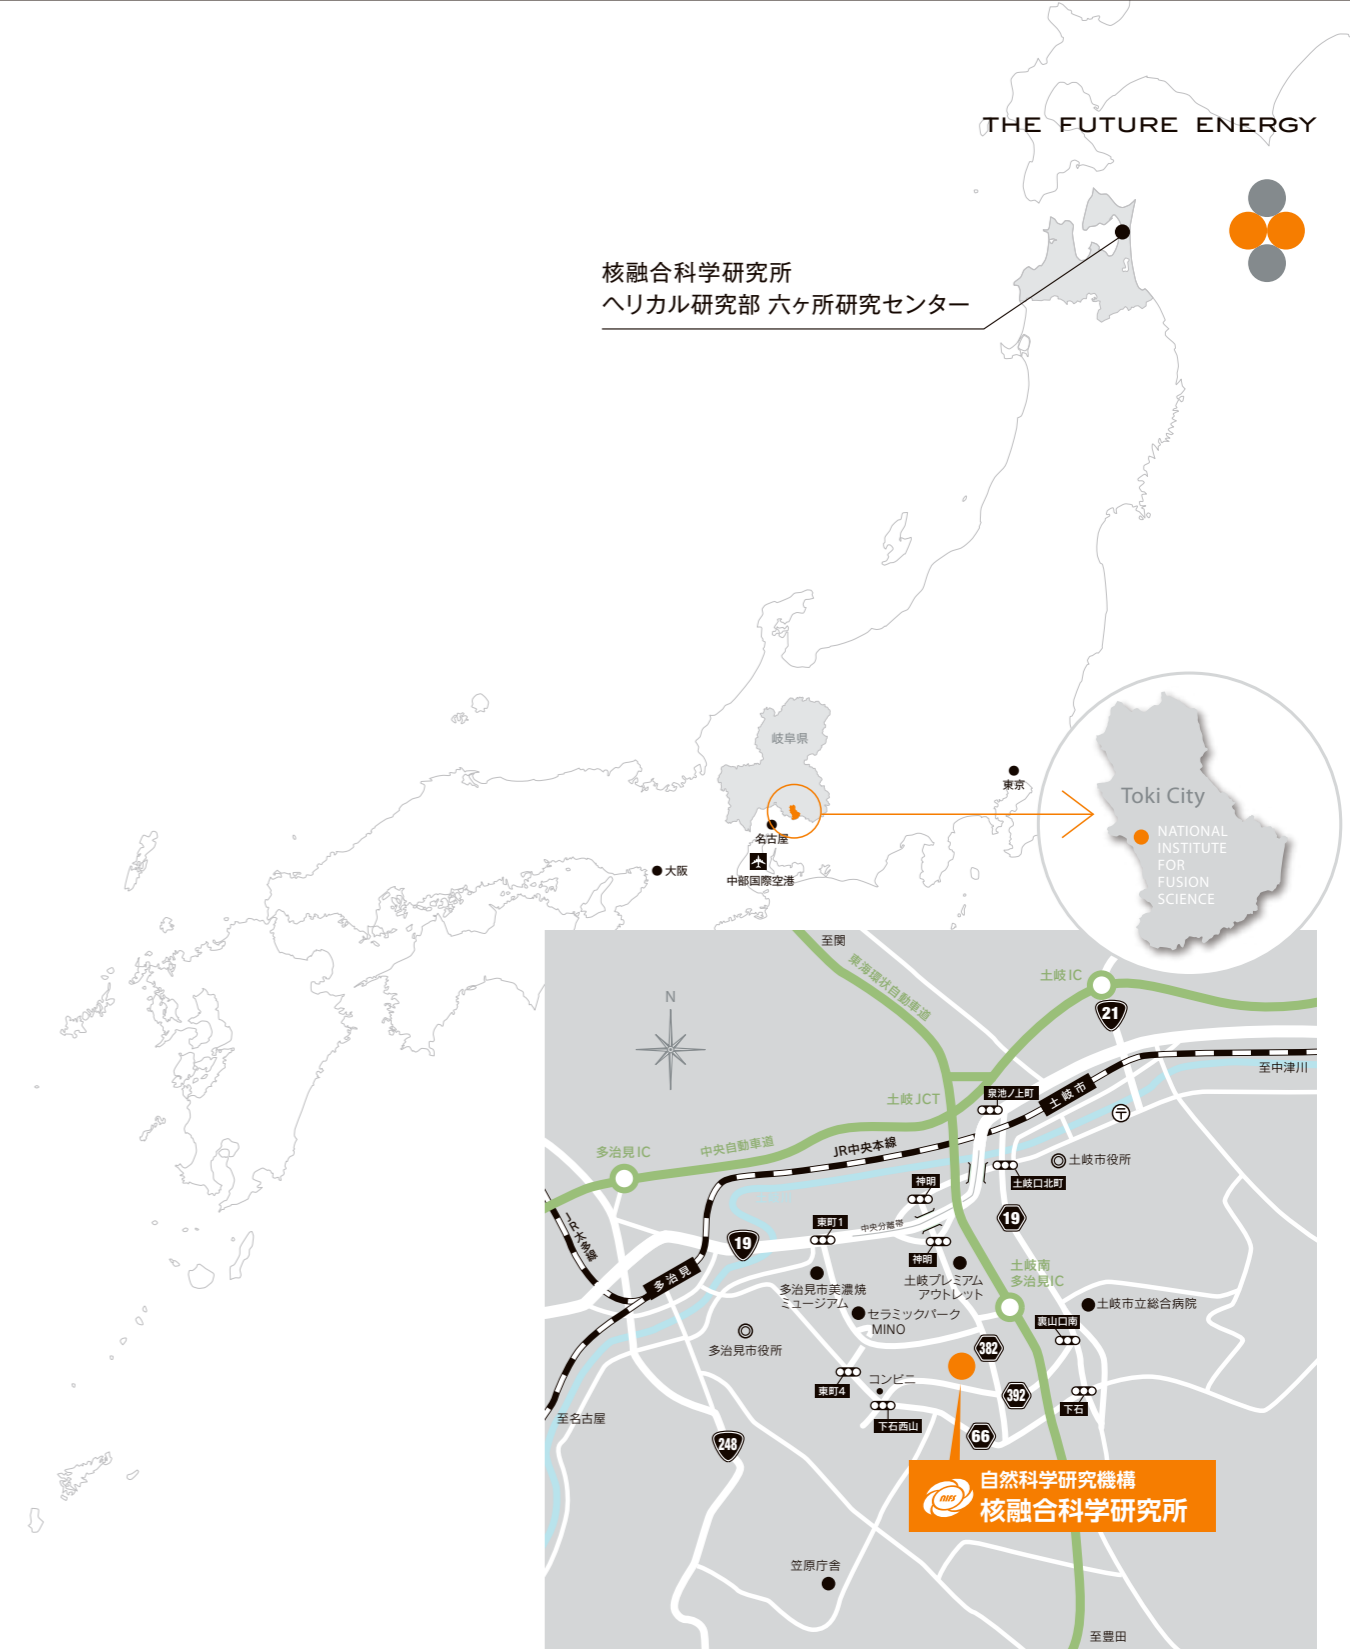 THE FUTURE ENERGY
核融合科学研究所
ヘリカル研究部 六ヶ所研究センター
岐阜県
東京
名古屋
大阪
中部国際空港
Toki City
NATIONAL
INSTITUTE
FOR
FUSION
SCIENCE
至関
東海環状自動車道
土岐IC
21
N
至中津川
土岐JCT
泉池ノ上町
土岐市
〒
多治見IC
中央自動車道
JR中央本線
土岐市役所
神明
土岐口北町
JR太多線
東町1
中央分離帯
19
19
神明
多治見
土岐南
多治見IC
土岐プレミアム
アウトレット
多治見市美濃焼
ミュージアム
セラミックパーク
MINO
土岐市立総合病院
裏山口南
多治見市役所
382
コンビニ
東町4
392
下石
至名古屋
下石西山
66
248
NIFS
自然科学研究機構
核融合科学研究所
笠原庁舎
至豊田